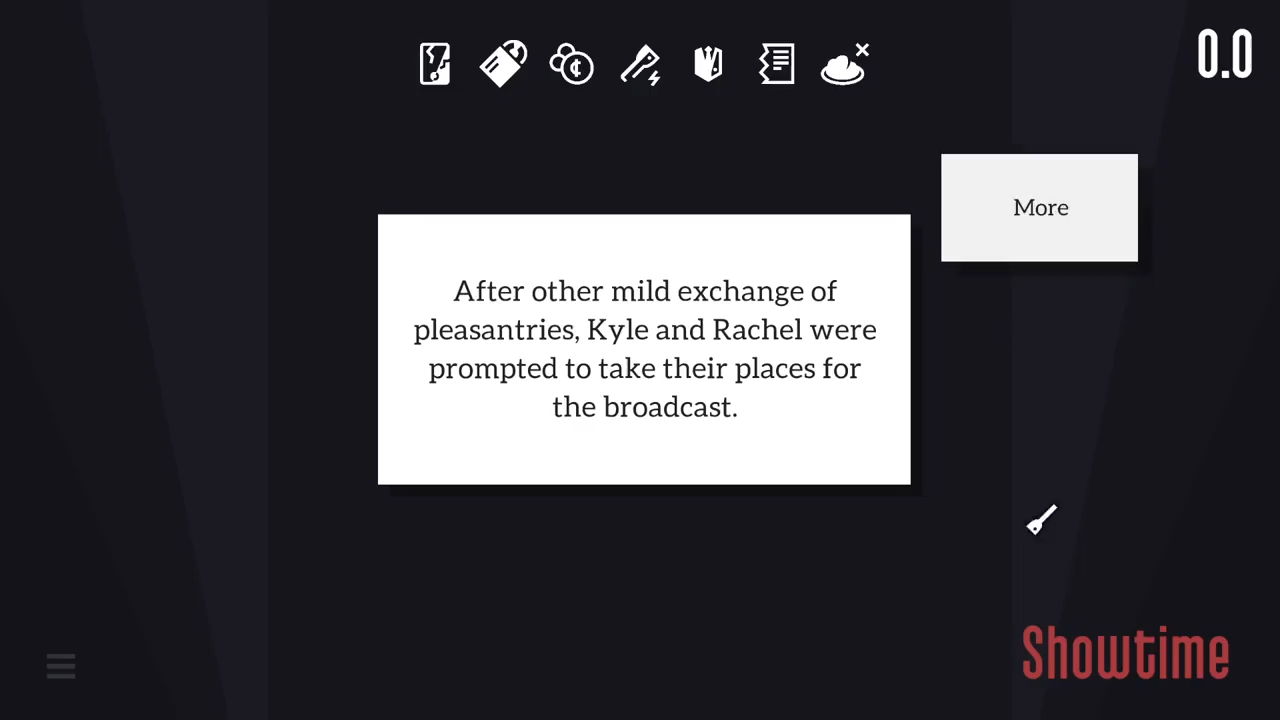 0.0
More
After other mild exchange of
pleasantries, Kyle and Rachel were
prompted to take their places for
the broadcast.
Showtime